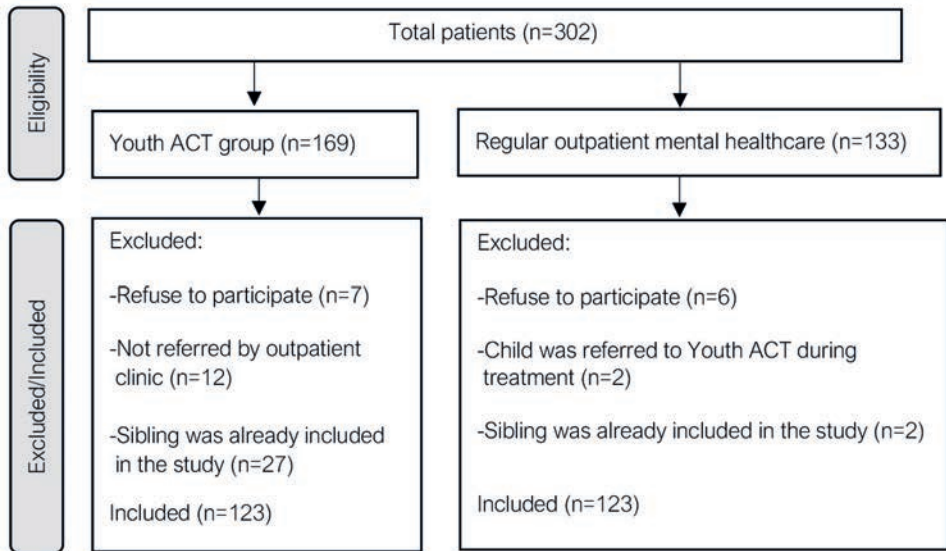 Eligibility
Total patients (n=302)
Youth ACT group (n=169)
Regular outpatient mental healthcare (n=133)
Excluded/Included
Excluded:
-Refuse to participate (n=7)
-Not referred by outpatient
clinic (n=12)
-Sibling was already included
in the study (n=27)
Included (n=123)
Excluded:
-Refuse to participate (n=6)
-Child was referred to Youth ACT during
treatment (n=2)
-Sibling was already included in the study (n=2)
Included (n=123)